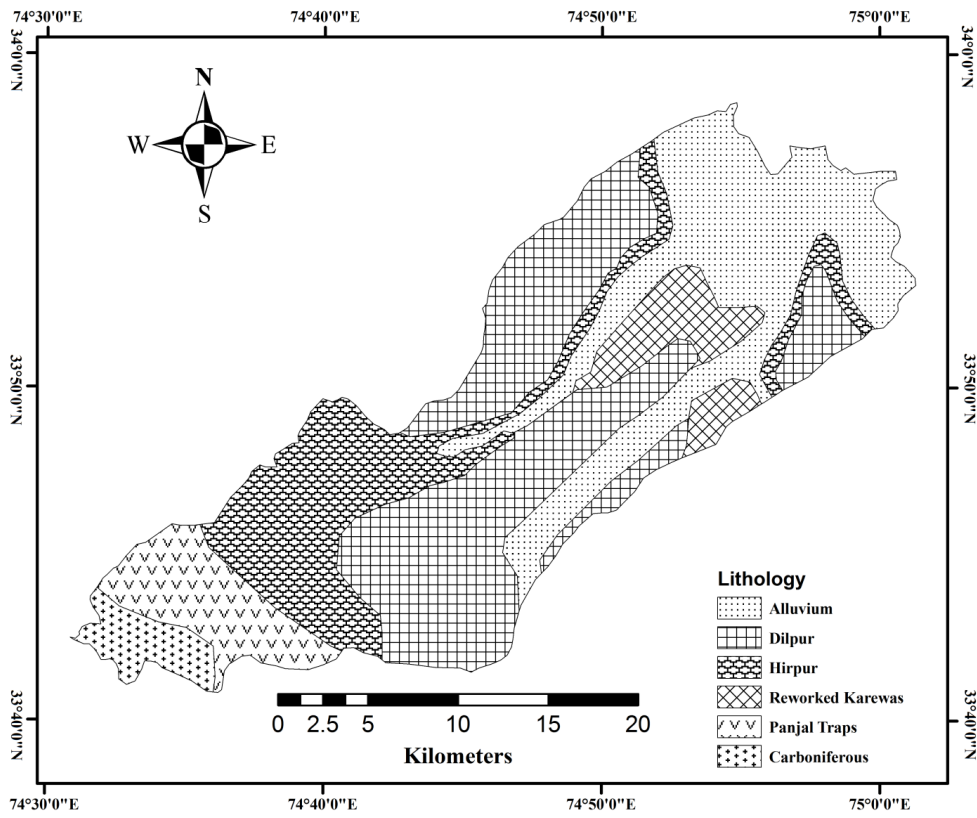 74°30'0"E 74°40'0"E 74°50'0"E 75°0'0"E
34°0'0"N 34°0'0"N
N
W E
S
33°50'0"N 33°50'0"N
Lithology
Alluvium
Dilpur
Hirpur
Reworked Karewas
Panjal Traps
Carboniferous
0 2.5 5 10 15 20
Kilometers
33°40'0"N 33°40'0"N
74°30'0"E 74°40'0"E 74°50'0"E 75°0'0"E